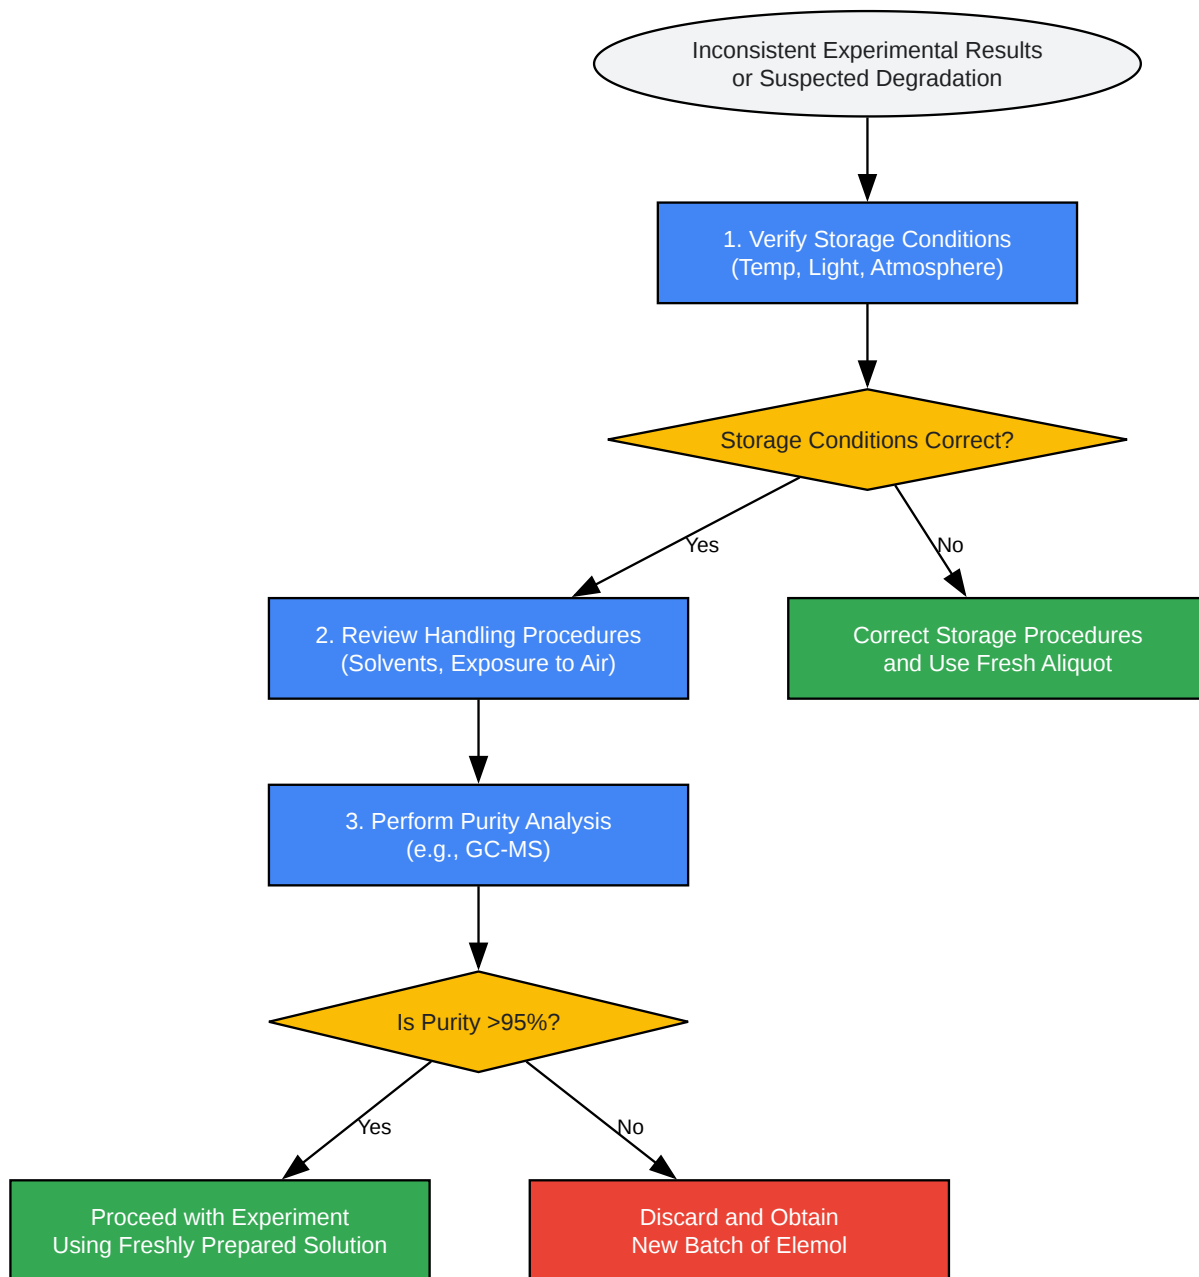 Inconsistent Experimental Results
or Suspected Degradation
1. Verify Storage Conditions
(Temp, Light, Atmosphere)
Storage Conditions Correct?
Yes
No
2. Review Handling Procedures
(Solvents, Exposure to Air)
Correct Storage Procedures
and Use Fresh Aliquot
3. Perform Purity Analysis
(e.g., GC-MS)
Is Purity >95%?
Yes
No
Proceed with Experiment
Using Freshly Prepared Solution
Discard and Obtain
New Batch of Elemol